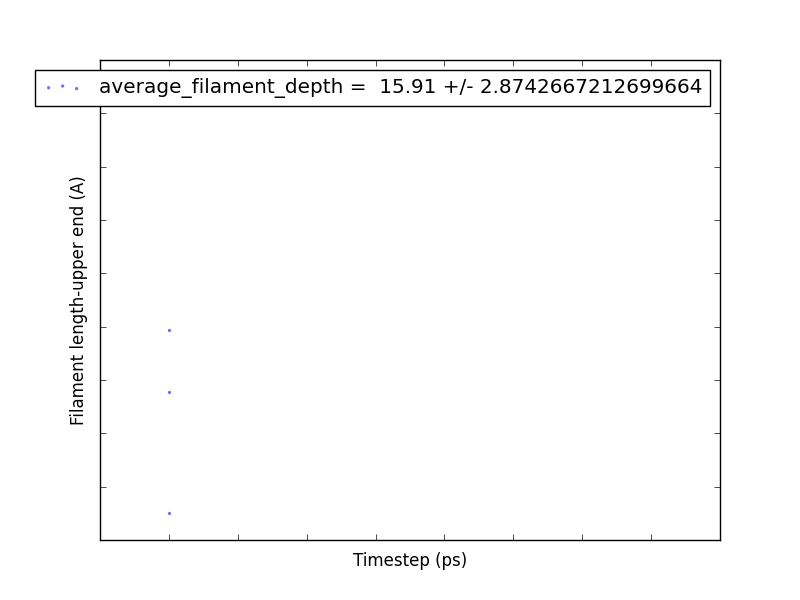 average_filament_depth =  15.91 +/- 2.8742667212699664
Filament length-upper end (A)
Timestep (ps)